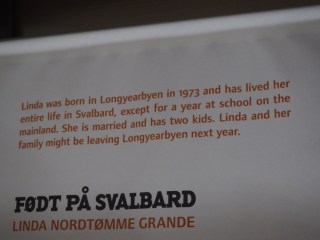 Linda was born in Longyearbyen in 1973 and has lived her
entire life in Svalbard, except for a year at school on the
mainland. She is married and has two kids. Linda and her
family might be leaving Longyearbyen next year.
FØDT PÅ SVALBARD
LINDA NORDTØMME GRANDE